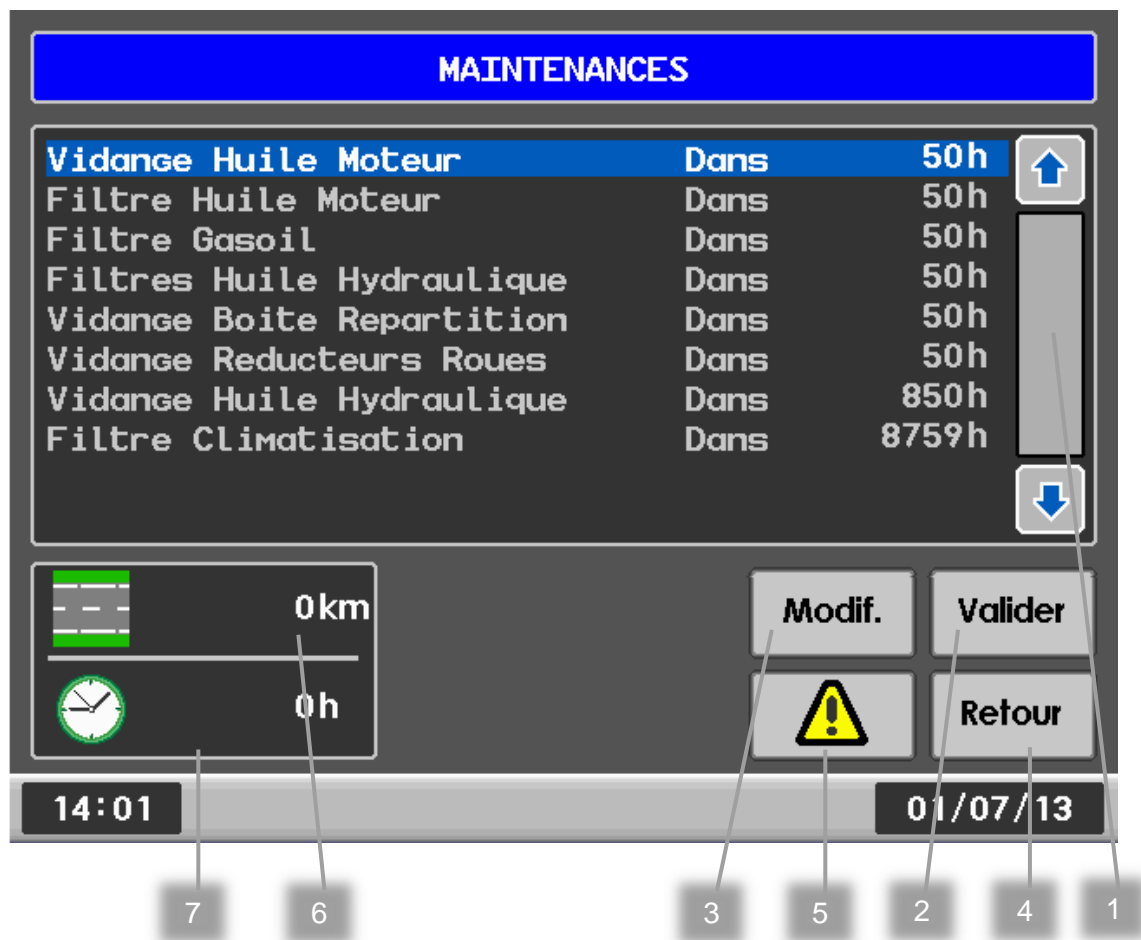 MAINTENANCES
Vidange Huile Moteur Dans 50h
Filtre Huile Moteur Dans 50h
Filtre Gasoil Dans 50h
Filtres Huile Hydraulique Dans 50h
Vidange Boite Repartition Dans 50h
Vidange Reducteurs Roues Dans 50h
Vidange Huile Hydraulique Dans 850h
Filtre Climatisation Dans 8759h
0km
Modif. Valider
0h
Retour
14:01 01/07/13
7 6 3 5 2 4 1